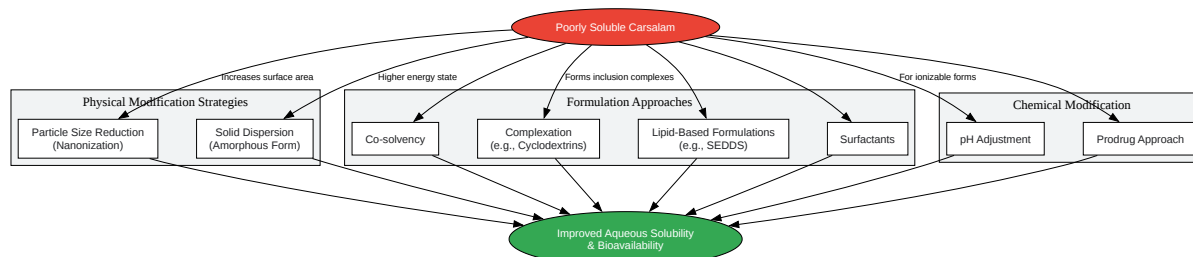 Poorly Soluble Carsalam
Increases surface area
Higher energy state
Forms inclusion complexes
For ionizable forms
Physical Modification Strategies
Formulation Approaches
Chemical Modification
Particle Size Reduction
(Nanonization)
Solid Dispersion
(Amorphous Form)
Co-solvency
Complexation
(e.g., Cyclodextrins)
Lipid-Based Formulations
(e.g., SEDDS)
Surfactants
pH Adjustment
Prodrug Approach
Improved Aqueous Solubility
& Bioavailability